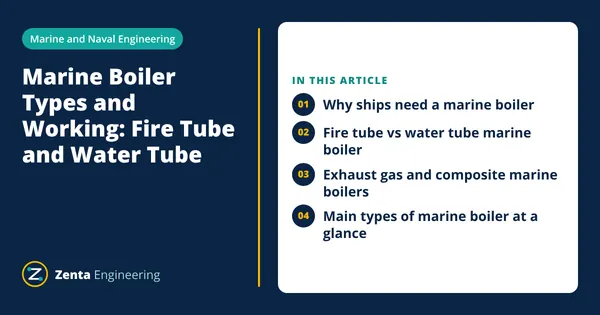 Marine and Naval Engineering
Marine Boiler
Types and
Working: Fire Tube
and Water Tube
Zenta Engineering
IN THIS ARTICLE
01 Why ships need a marine boiler
02 Fire tube vs water tube marine
boiler
03 Exhaust gas and composite marine
boilers
04 Main types of marine boiler at a
glance